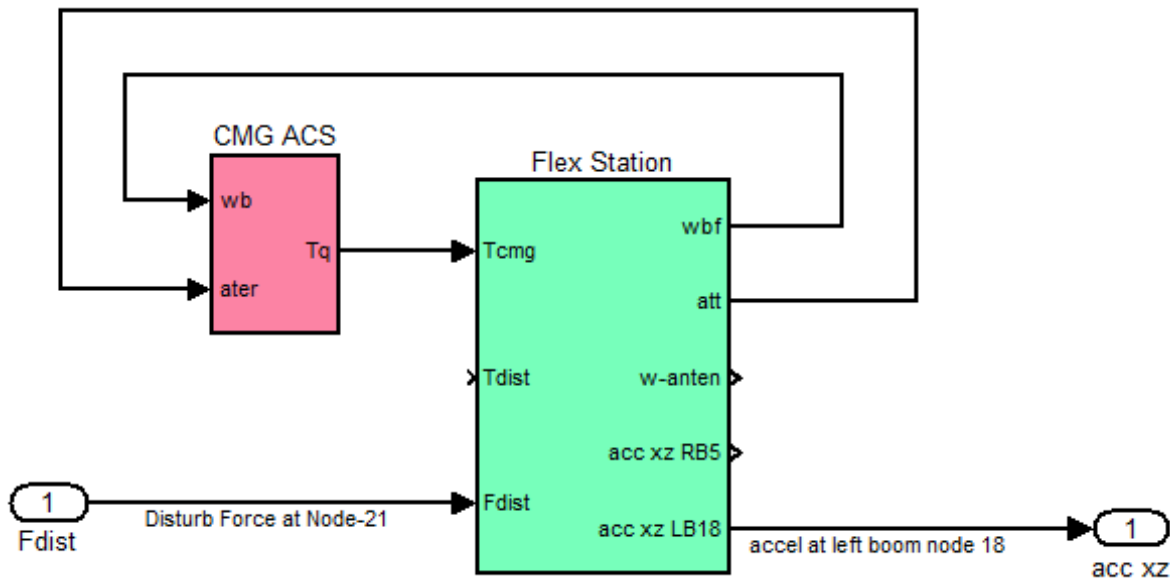 CMG ACS
wb
Tq
ater
Flex Station
Tcmg
wbf
att
Tdist
w-anten
acc xz RB5
Fdist
acc xz LB18
1
Fdist
Disturb Force at Node-21
accel at left boom node 18
1
acc xz